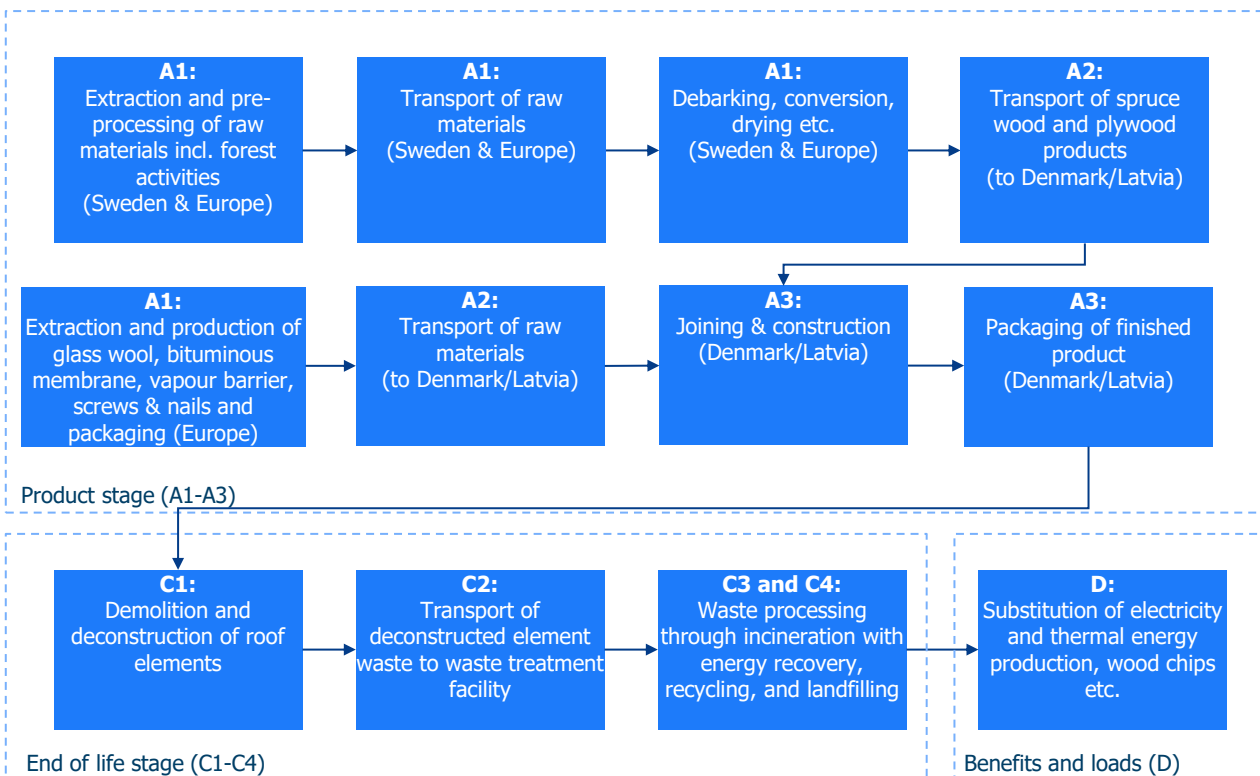 A1:
Extraction and pre-
processing of raw
materials incl. forest
activities
(Sweden & Europe)
A1:
Transport of raw
materials
(Sweden & Europe)
A1:
Debarking, conversion,
drying etc.
(Sweden & Europe)
A2:
Transport of spruce
wood and plywood
products
(to Denmark/Latvia)
A1:
Extraction and production of
glass wool, bituminous
membrane, vapour barrier,
screws & nails and
packaging (Europe)
A2:
Transport of raw
materials
(to Denmark/Latvia)
A3:
Joining & construction
(Denmark/Latvia)
A3:
Packaging of finished
product
(Denmark/Latvia)
Product stage (A1-A3)
C1:
Demolition and
deconstruction of roof
elements
C2:
Transport of
deconstructed element
waste to waste treatment
facility
C3 and C4:
Waste processing
through incineration with
energy recovery,
recycling, and landfilling
D:
Substitution of electricity
and thermal energy
production, wood chips
etc.
End of life stage (C1-C4)
Benefits and loads (D)